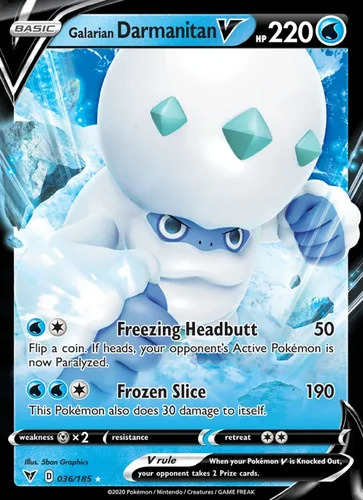 BASIC Galarian Darmanitan V HP 220
Freezing Headbutt 50
Flip a coin. If heads, your opponent's Active Pokémon is
now Paralyzed.
Frozen Slice 190
This Pokémon also does 30 damage to itself.
weakness ×2 resistance retreat
Illus. 5ban Graphics
V rule
When your Pokémon V is Knocked Out,
your opponent takes 2 Prize cards.
D 036/185
©2020 Pokémon / Nintendo / Creatures / GAME FREAK